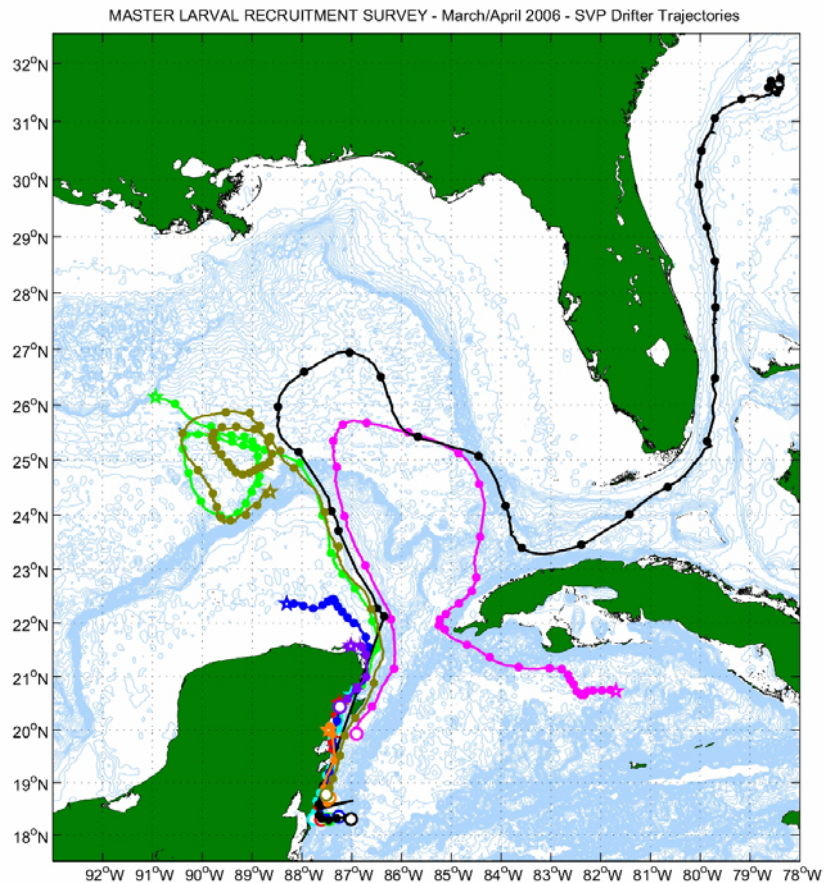 MASTER LARVAL RECRUITMENT SURVEY - March/April 2006 - SVP Drifter Trajectories
32°N
31°N
30°N
29°N
28°N
27°N
26°N
25°N
24°N
23°N
22°N
21°N
20°N
19°N
18°N
92°W 91°W 90°W 89°W 88°W 87°W 86°W 85°W 84°W 83°W 82°W 81°W 80°W 79°W 78°W